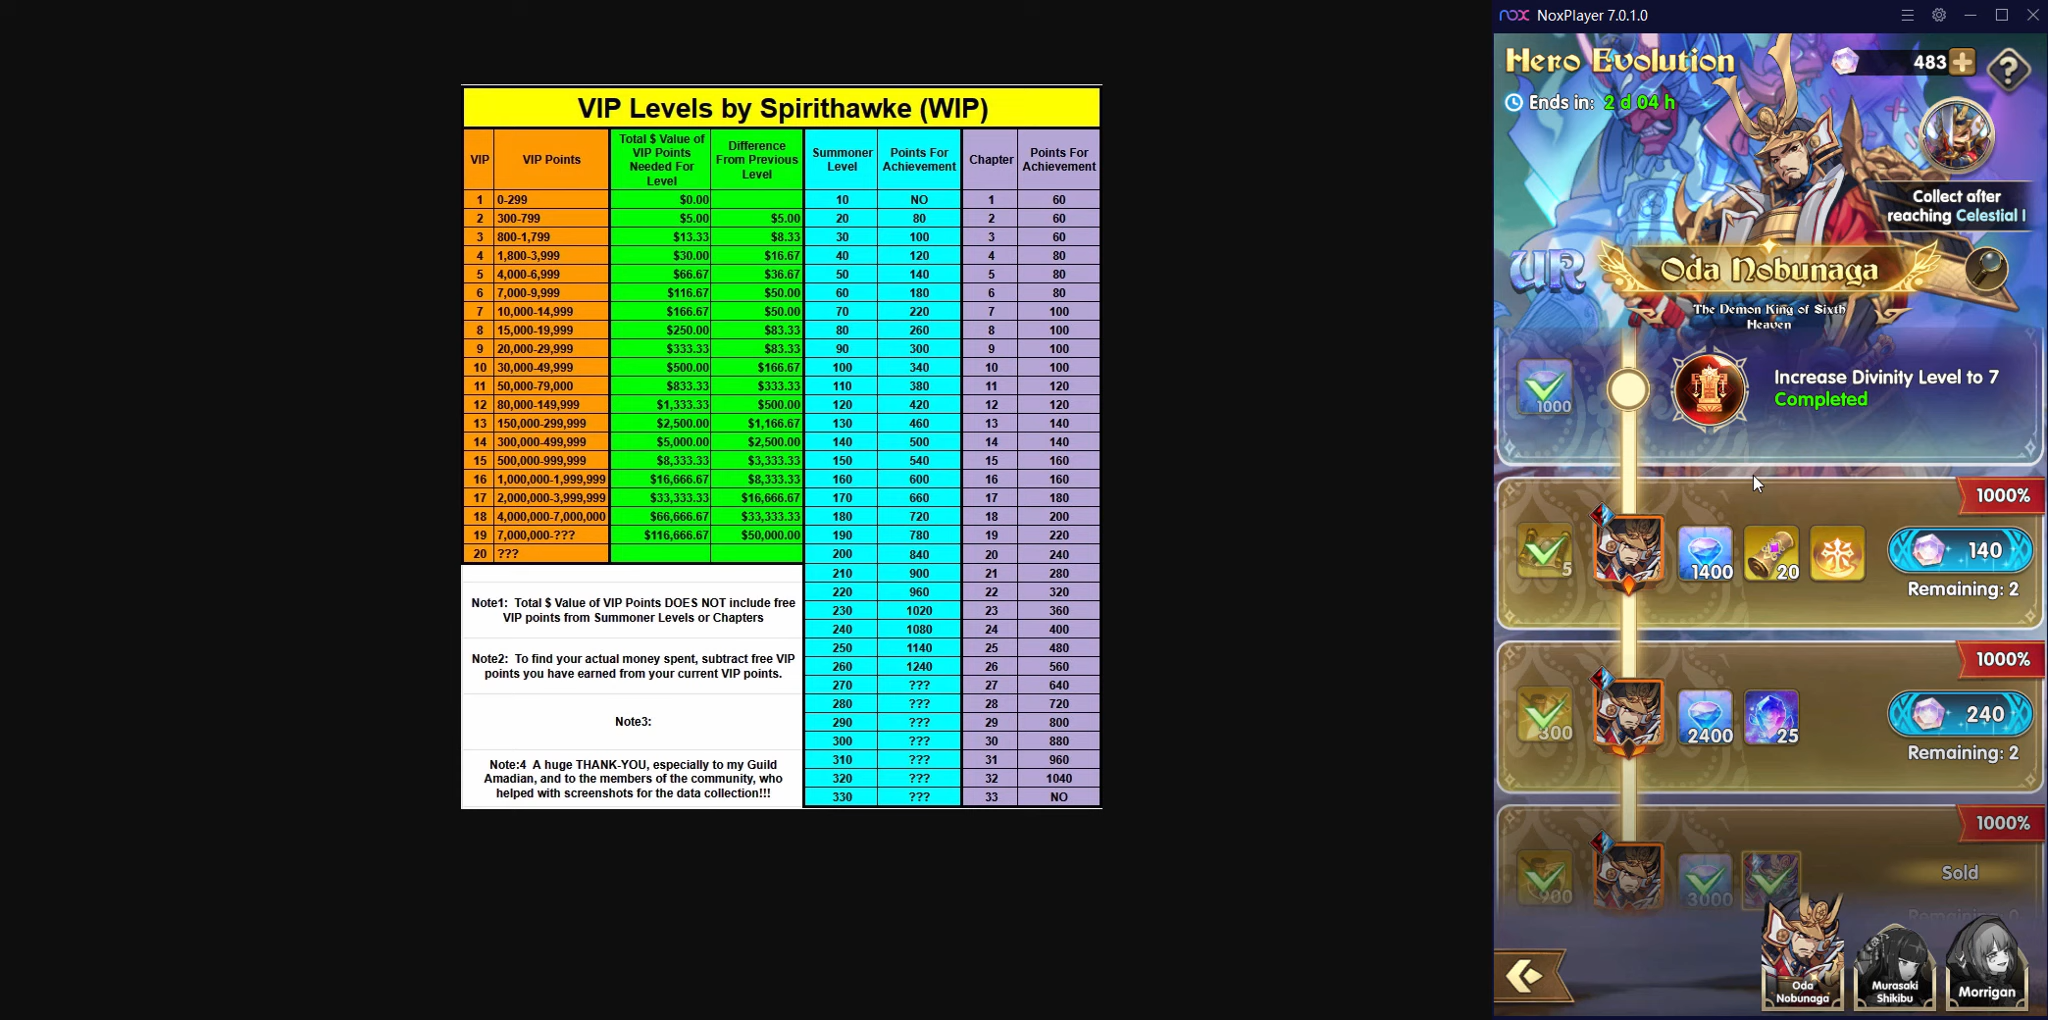 VIP Levels by Spirithawke (WIP)
VIP	VIP Points	Total $ Value of VIP Points Needed For Level	Difference From Previous Level	Summoner Level	Points For Achievement	Chapter	Points For Achievement
1	0-299	$0.00		10	NO	1	60
2	300-799	$5.00	$5.00	20	80	2	60
3	800-1,799	$13.33	$8.33	30	100	3	60
4	1,800-3,999	$30.00	$16.67	40	120	4	80
5	4,000-6,999	$66.67	$36.67	50	140	5	80
6	7,000-9,999	$116.67	$50.00	60	180	6	80
7	10,000-14,999	$166.67	$50.00	70	220	7	100
8	15,000-19,999	$250.00	$83.33	80	260	8	100
9	20,000-29,999	$333.33	$83.33	90	300	9	100
10	30,000-49,999	$500.00	$166.67	100	340	10	100
11	50,000-79,000	$833.33	$333.33	110	380	11	120
12	80,000-149,999	$1,333.33	$500.00	120	420	12	120
13	150,000-299,999	$2,500.00	$1,166.67	130	460	13	140
14	300,000-499,999	$5,000.00	$2,500.00	140	500	14	140
15	500,000-999,999	$8,333.33	$3,333.33	150	540	15	160
16	1,000,000-1,999,999	$16,666.67	$8,333.33	160	600	16	160
17	2,000,000-3,999,999	$33,333.33	$16,666.67	170	660	17	180
18	4,000,000-7,000,000	$66,666.67	$33,333.33	180	720	18	200
19	7,000,000-???	$116,666.67	$50,000.00	190	780	19	220
20	???			200	840	20	240
210	900	21	280
220	960	22	320
230	1020	23	360
240	1080	24	400
250	1140	25	480
260	1240	26	560
270	???	27	640
280	???	28	720
290	???	29	800
300	???	30	880
310	???	31	960
320	???	32	1040
330	???	33	NO
Note1: Total $ Value of VIP Points DOES NOT include free
VIP points from Summoner Levels or Chapters
Note2: To find your actual money spent, subtract free VIP
points you have earned from your current VIP points.
Note3:
Note:4 A huge THANK-YOU, especially to my Guild
Amadian, and to the members of the community, who
helped with screenshots for the data collection!!!
nox NoxPlayer 7.0.1.0
Hero Evolution
483
?
Ends in: 2 d 04 h
Collect after
reaching Celestial I
UR
Oda Nobunaga
The Demon King of Sixth
Heaven
1000
Increase Divinity Level to 7
Completed
1000%
5
1400
20
140
Remaining: 2
1000%
300
2400
25
240
Remaining: 2
1000%
900
3000
Sold
Remaining: 0
Oda
Nobunaga
Murasaki
Shikibu
Morrigan